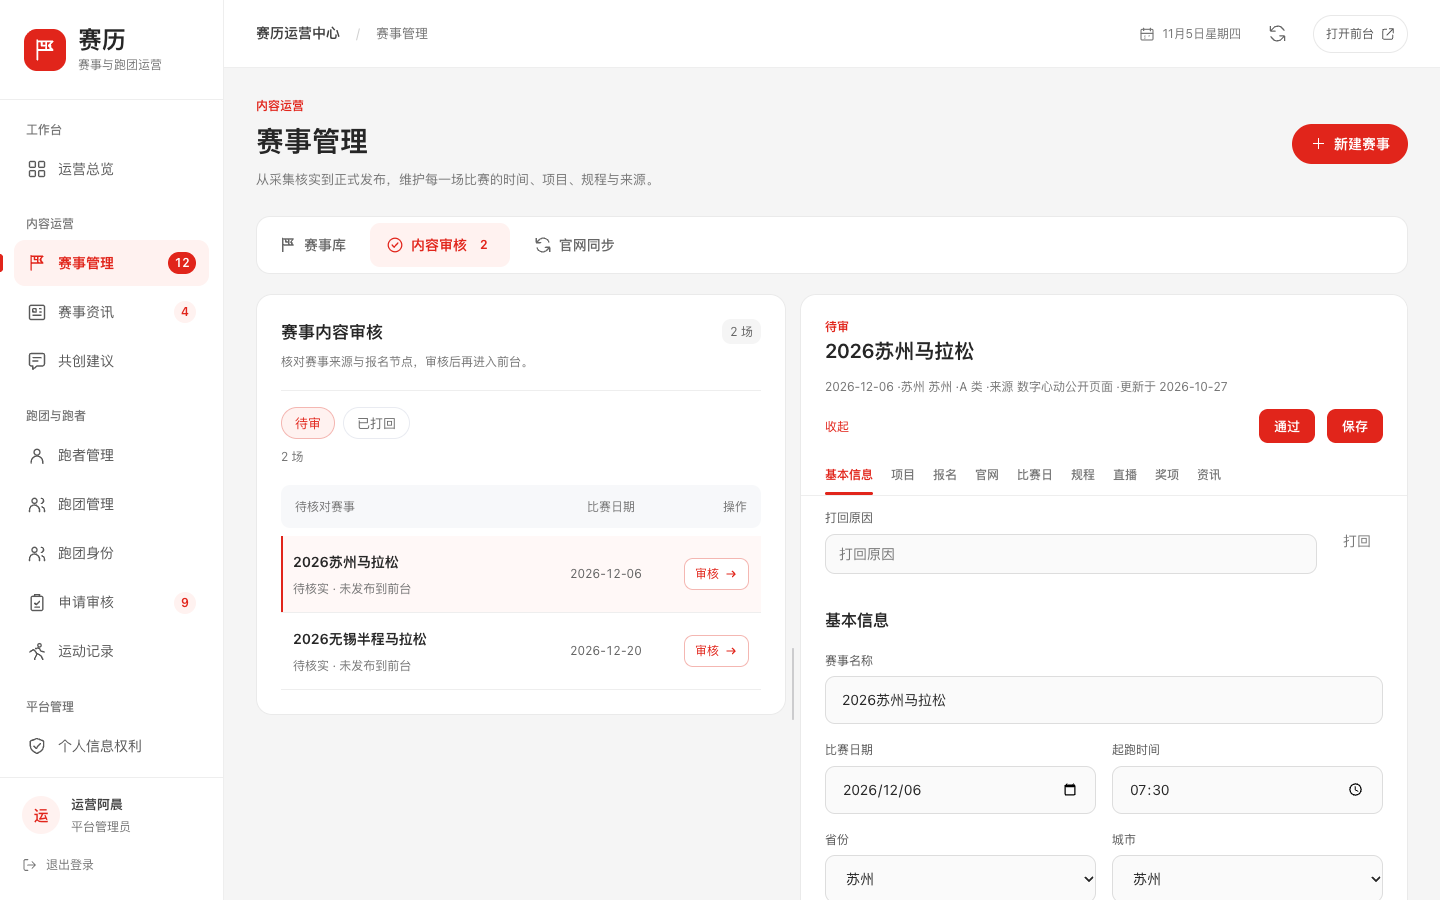 赛历
赛事与跑团运营
工作台
运营总览
内容运营
赛事管理 12
赛事资讯 4
共创建议
跑团与跑者
跑者管理
跑团管理
跑团身份
申请审核 9
运动记录
平台管理
个人信息权利
运 运营阿晨
平台管理员
退出登录
赛历运营中心 / 赛事管理
11月5日星期四
打开前台
内容运营
赛事管理
从采集核实到正式发布，维护每一场比赛的时间、项目、规程与来源。
新建赛事
赛事库 内容审核 2 官网同步
赛事内容审核 2 场
核对赛事来源与报名节点，审核后再进入前台。
待审 已打回
2 场
待核对赛事 比赛日期 操作
2026苏州马拉松
待核实 · 未发布到前台
2026-12-06 审核
2026无锡半程马拉松
待核实 · 未发布到前台
2026-12-20 审核
待审
2026苏州马拉松
2026-12-06 ·苏州 苏州 ·A 类 ·来源 数字心动公开页面 ·更新于 2026-10-27
收起 通过 保存
基本信息 项目 报名 官网 比赛日 规程 直播 奖项 资讯
打回原因
打回原因 打回
基本信息
赛事名称
2026苏州马拉松
比赛日期 起跑时间
2026/12/06 07:30
省份 城市
苏州 苏州